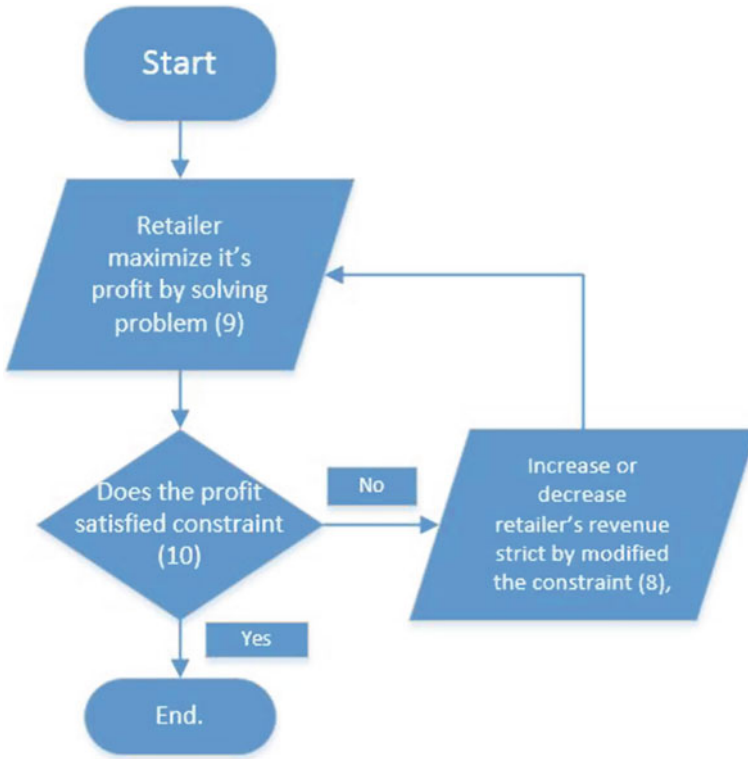 Start
Retailer
maximize it's
profit by solving
problem (9)
Does the profit
satisfied constraint
(10)
No
Increase or
decrease
retailer's revenue
strict by modified
the constraint (8),
Yes
End.